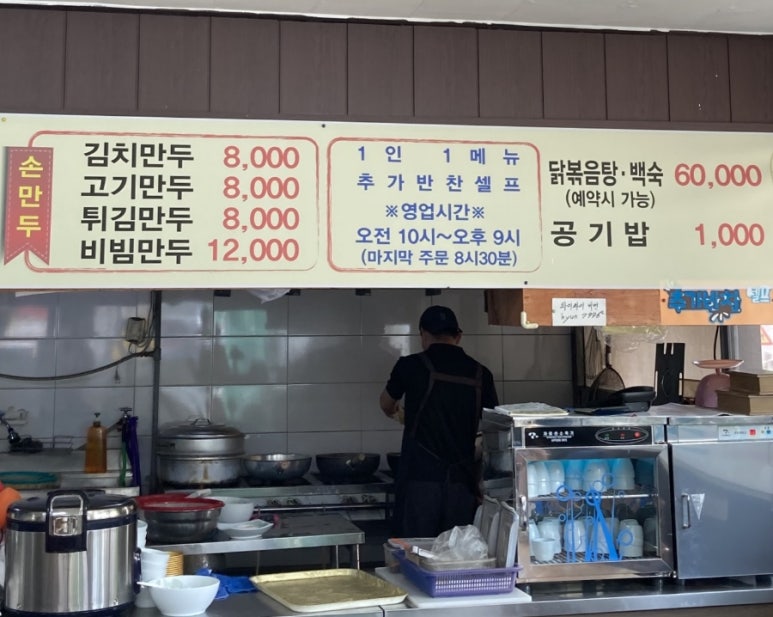 손만두
김치만두 8,000
고기만두 8,000
튀김만두 8,000
비빔만두 12,000
1인 1메뉴
추가반찬셀프
※영업시간※
오전 10시~오후 9시
(마지막 주문 8시30분)
닭볶음탕·백숙 60,000
(예약시 가능)
공기밥 1,000
추가반찬